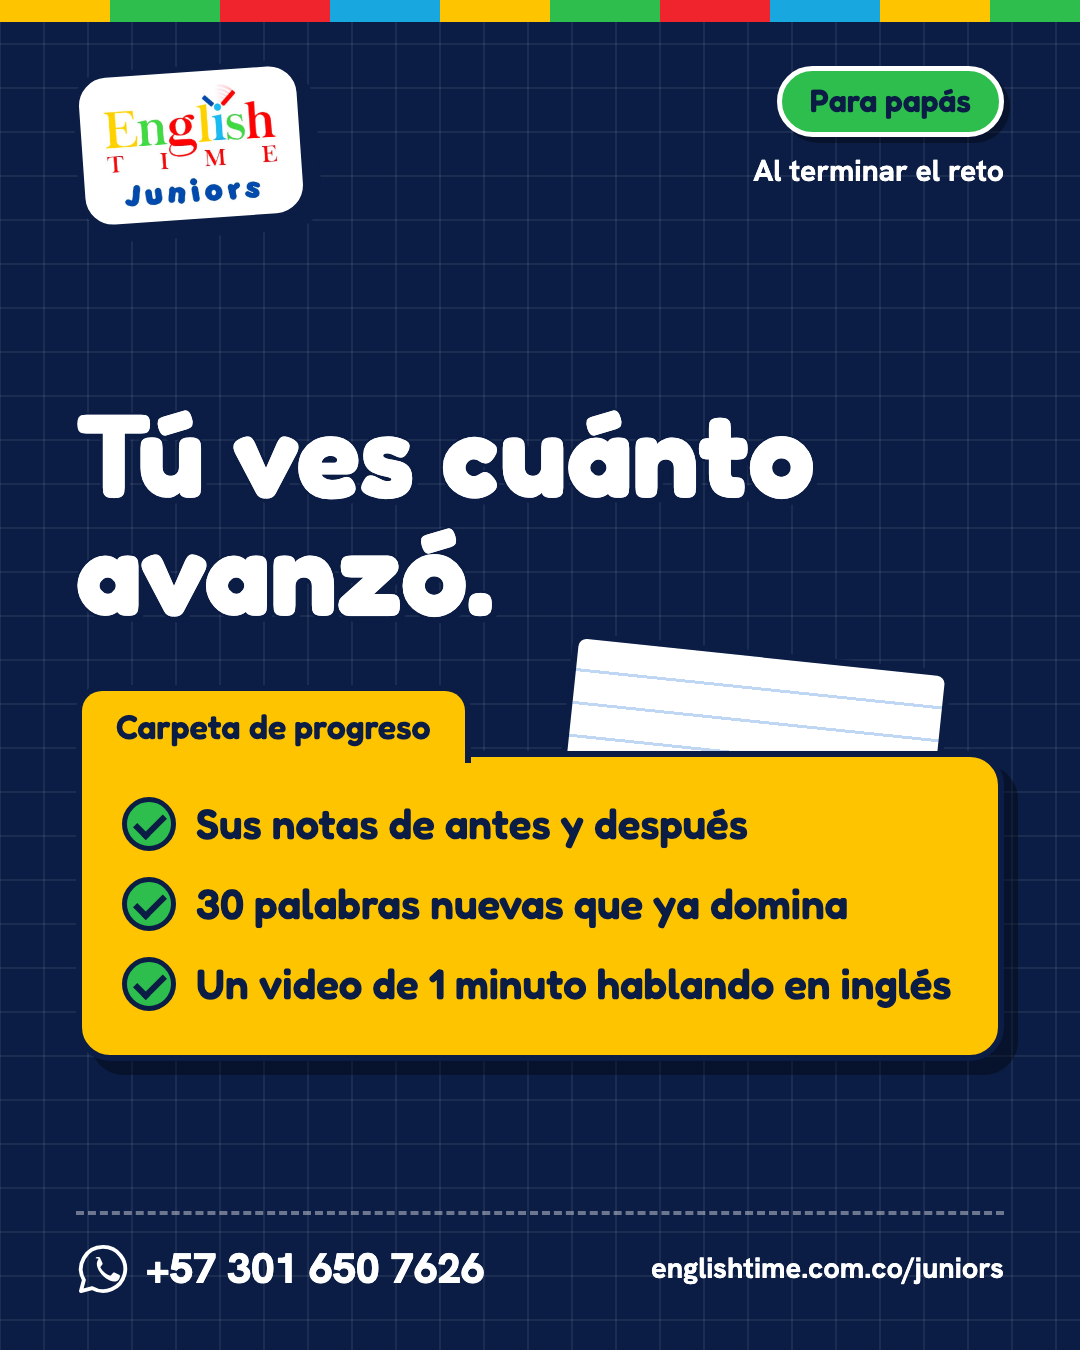 English
TIME
Juniors
Para papás
Al terminar el reto
Tú ves cuánto
avanzó.
Carpeta de progreso
Sus notas de antes y después
30 palabras nuevas que ya domina
Un video de 1 minuto hablando en inglés
+57 301 650 7626
englishtime.com.co/juniors